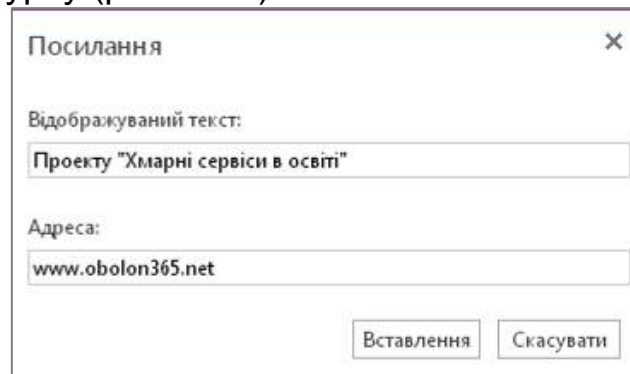 Посилання
Відображуваний текст:
Проекту "Хмарні сервіси в освіті"
Адреса:
www.obolon365.net
Вставлення Скасувати